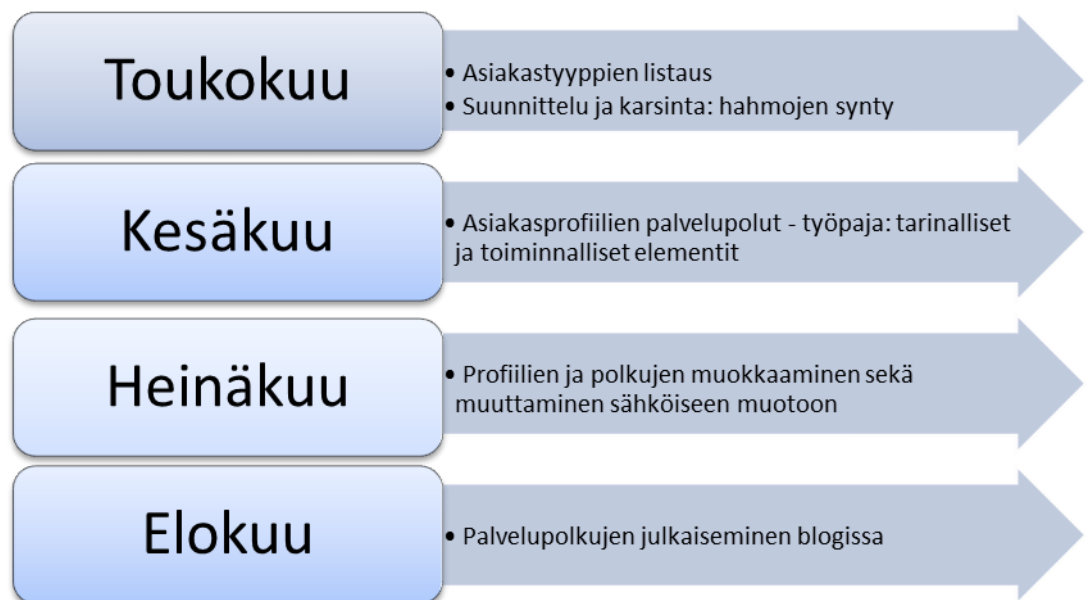 Toukokuu
• Asiakastyyppien listaus
• Suunnittelu ja karsinta: hahmojen synty
Kesäkuu
• Asiakasprofiilien palvelupolut - työpaja: tarinalliset
ja toiminnalliset elementit
Heinäkuu
• Profiilien ja polkujen muokkaaminen sekä
muuttaminen sähköiseen muotoon
Elokuu
• Palvelupolkujen julkaiseminen blogissa